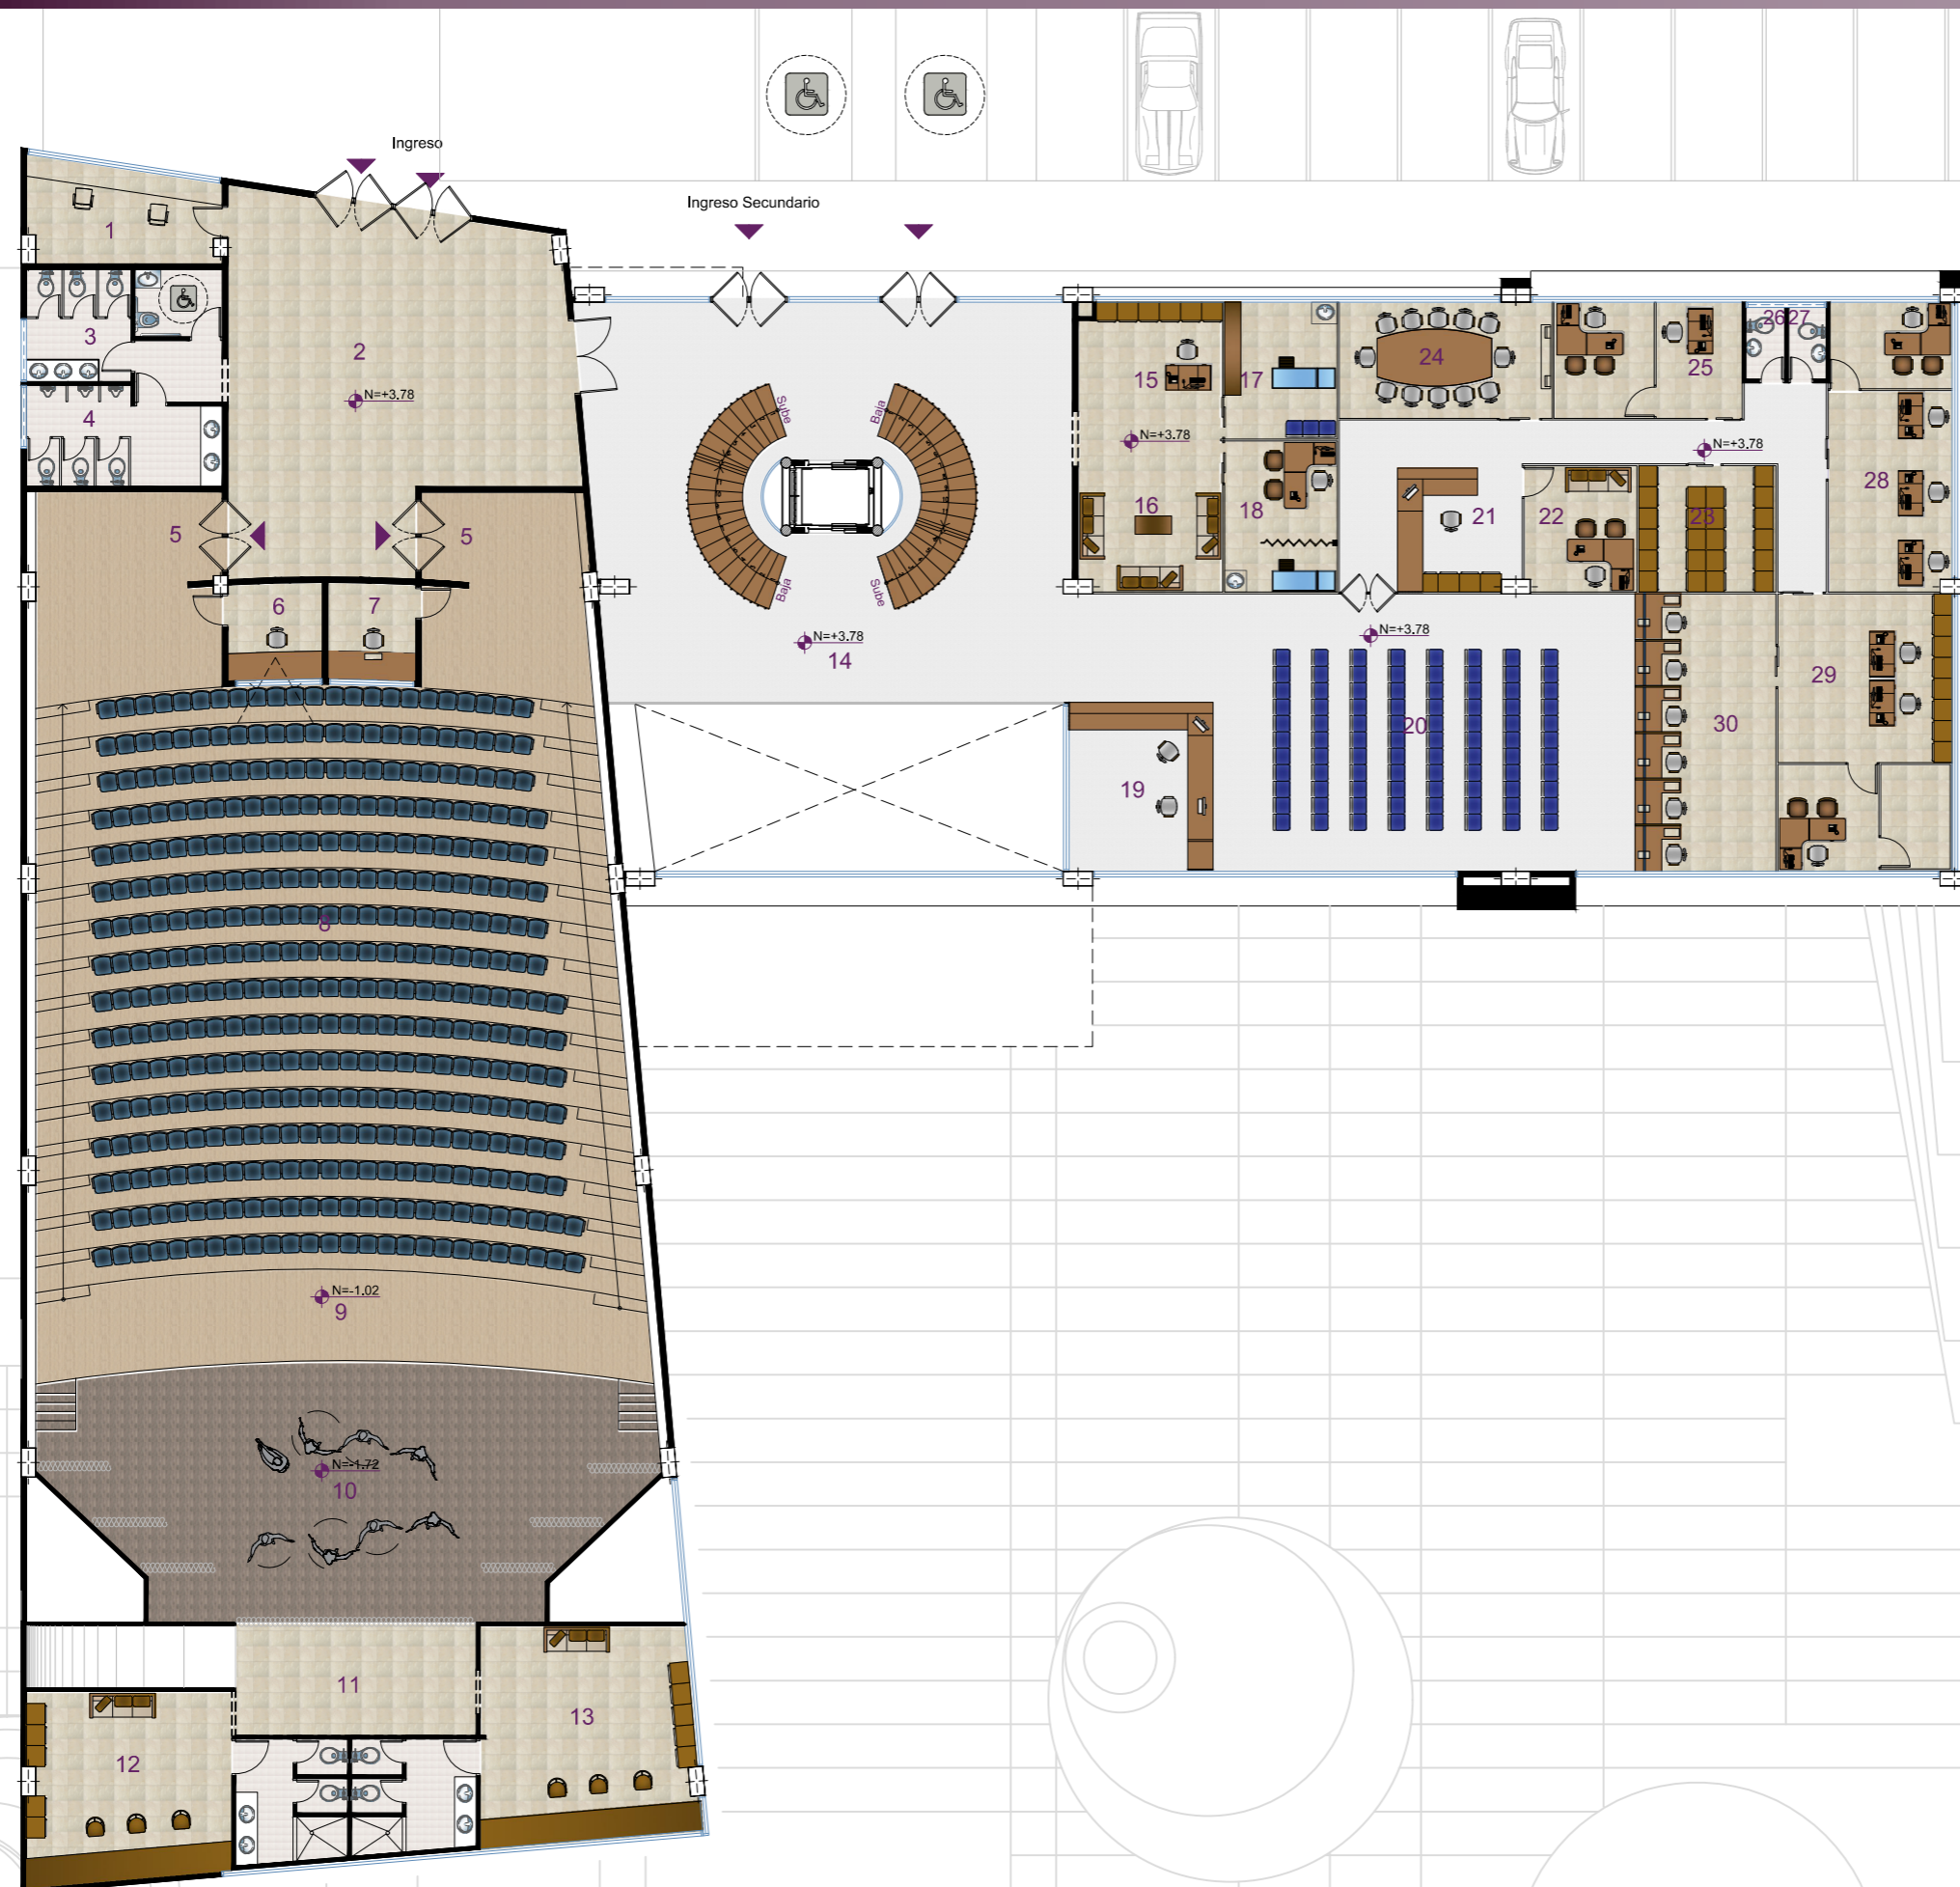 Ingreso
Ingreso Secundario
1
2
N=+3.78
3
4
5
5
6
7
Sube
Baja
Baja
Sube
N=+3.78
14
15
17
24
25
26
27
N=+3.78
N=+3.78
16
18
21
22
23
28
N=+3.78
19
20
30
29
8
N=-1.02
9
N=-1.72
10
11
12
13